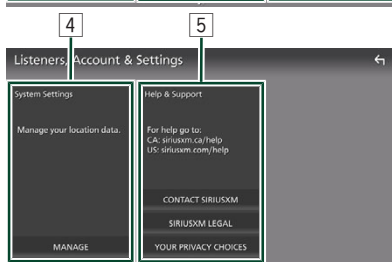 4 5
Listeners, Account & Settings
System Settings
Manage your location data.
MANAGE
Help & Support
For help go to:
CA: siriusxm.ca/help
US: siriusxm.com/help
CONTACT SIRIUSXM
SIRIUSXM LEGAL
YOUR PRIVACY CHOICES